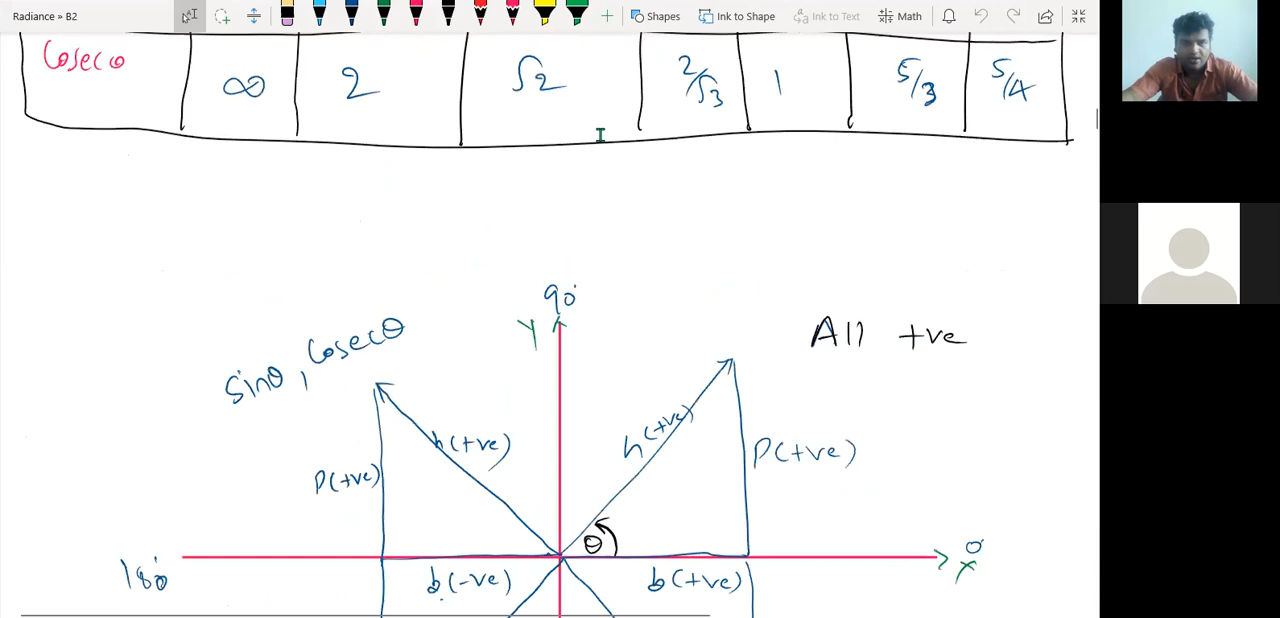 Radiance » B2
Shapes
Ink to Shape
Ink to Text
Math
Cosecθ ∞ 2 √2 2/√3 1 5/3 5/4
90°
Y
All +ve
sinθ, cosecθ
h(+ve)
h(+ve)
P(+ve)
P(+ve)
θ
180°
0°
X
b(-ve)
b(+ve)